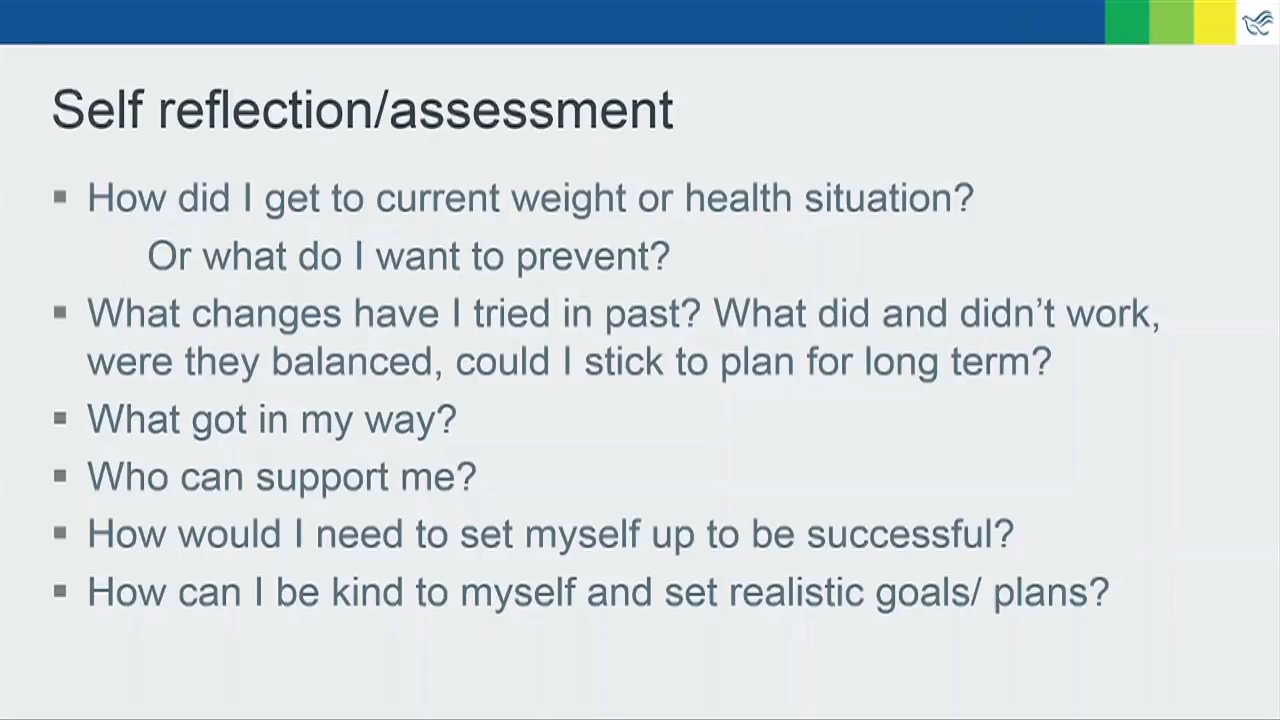 Self reflection/assessment
How did I get to current weight or health situation?
Or what do I want to prevent?
What changes have I tried in past? What did and didn’t work,
were they balanced, could I stick to plan for long term?
What got in my way?
Who can support me?
How would I need to set myself up to be successful?
How can I be kind to myself and set realistic goals/ plans?